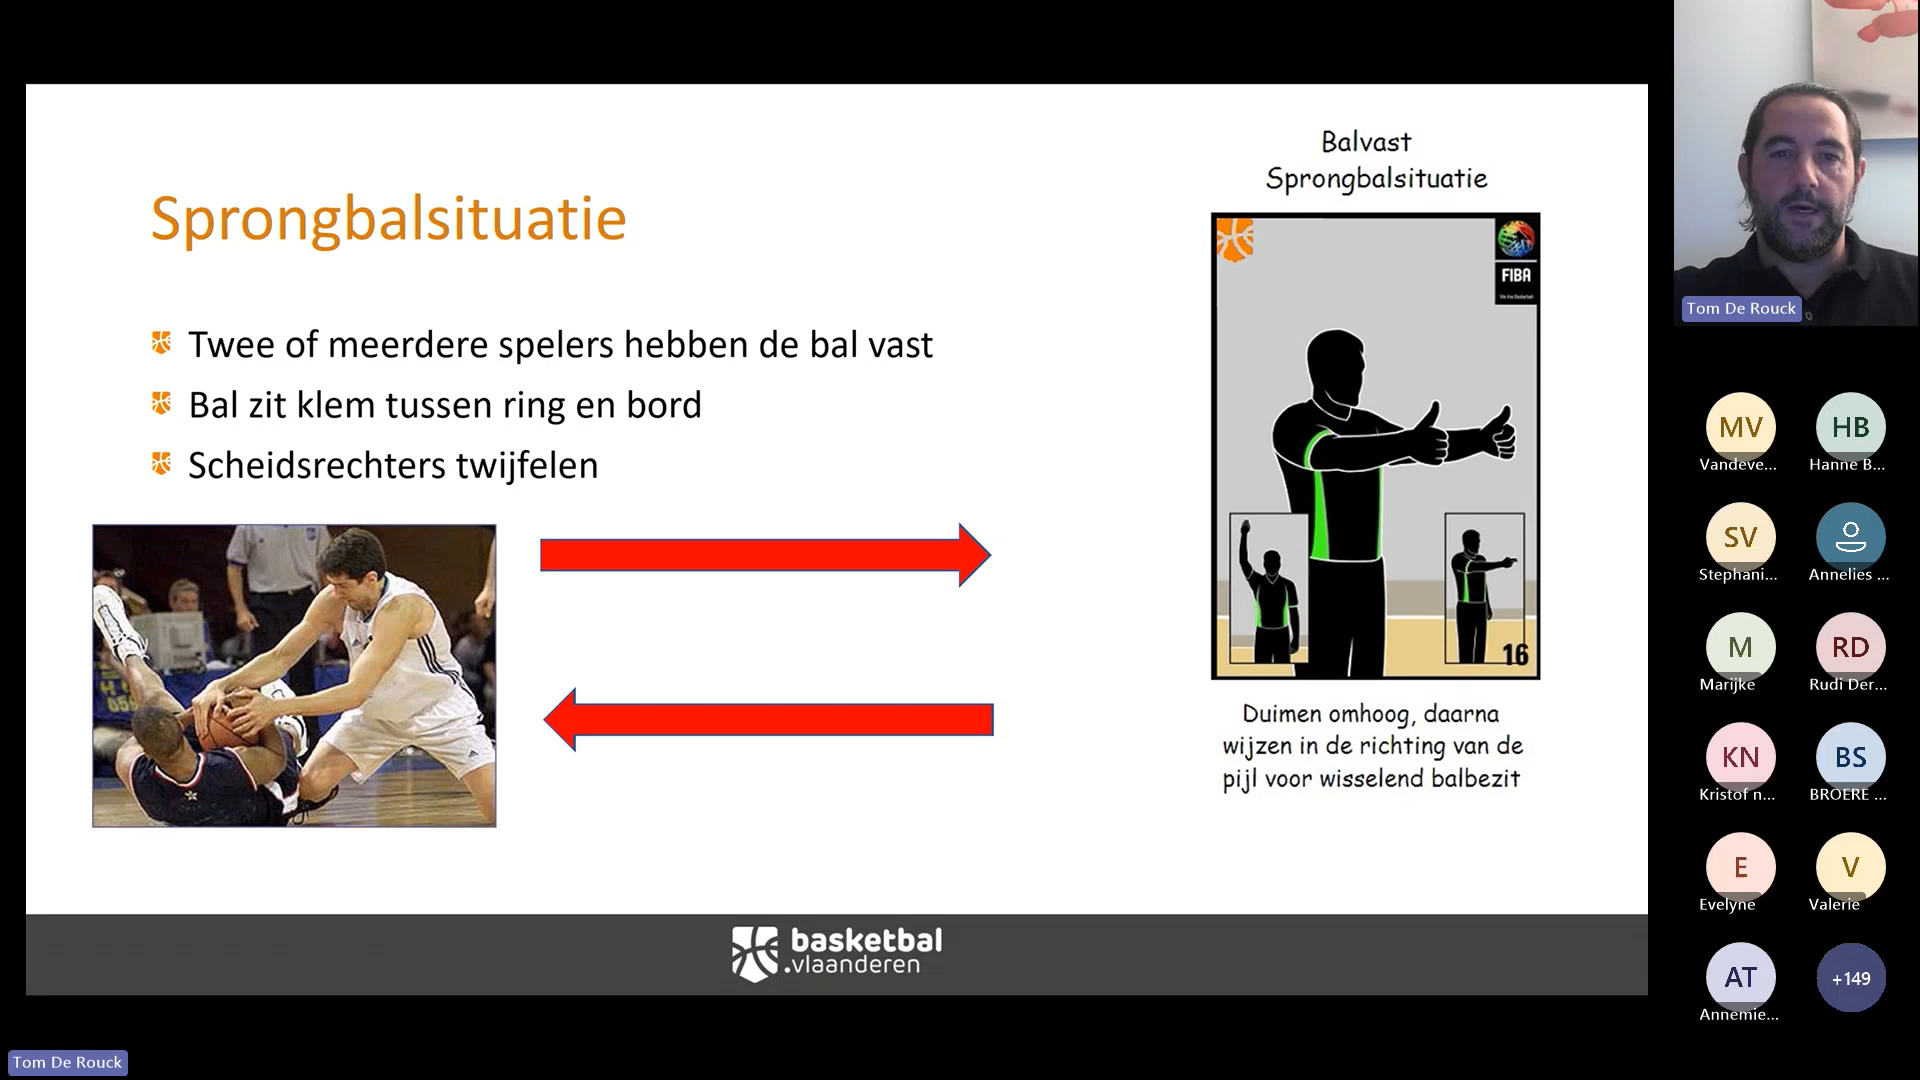 Sprongbalsituatie
Twee of meerdere spelers hebben de bal vast
Bal zit klem tussen ring en bord
Scheidsrechters twijfelen
Balvast
Sprongbalsituatie
FIBA
16
Duimen omhoog, daarna
wijzen in de richting van de
pijl voor wisselend balbezit
basketbal
.vlaanderen
Tom De Rouck
MV
Vandeve...
HB
Hanne B...
SV
Stephani...
Annelies ...
M
Marijke
RD
Rudi Der...
KN
Kristof n...
BS
BROERE ...
E
Evelyne
V
Valerie
AT
Annemie...
+149
Tom De Rouck